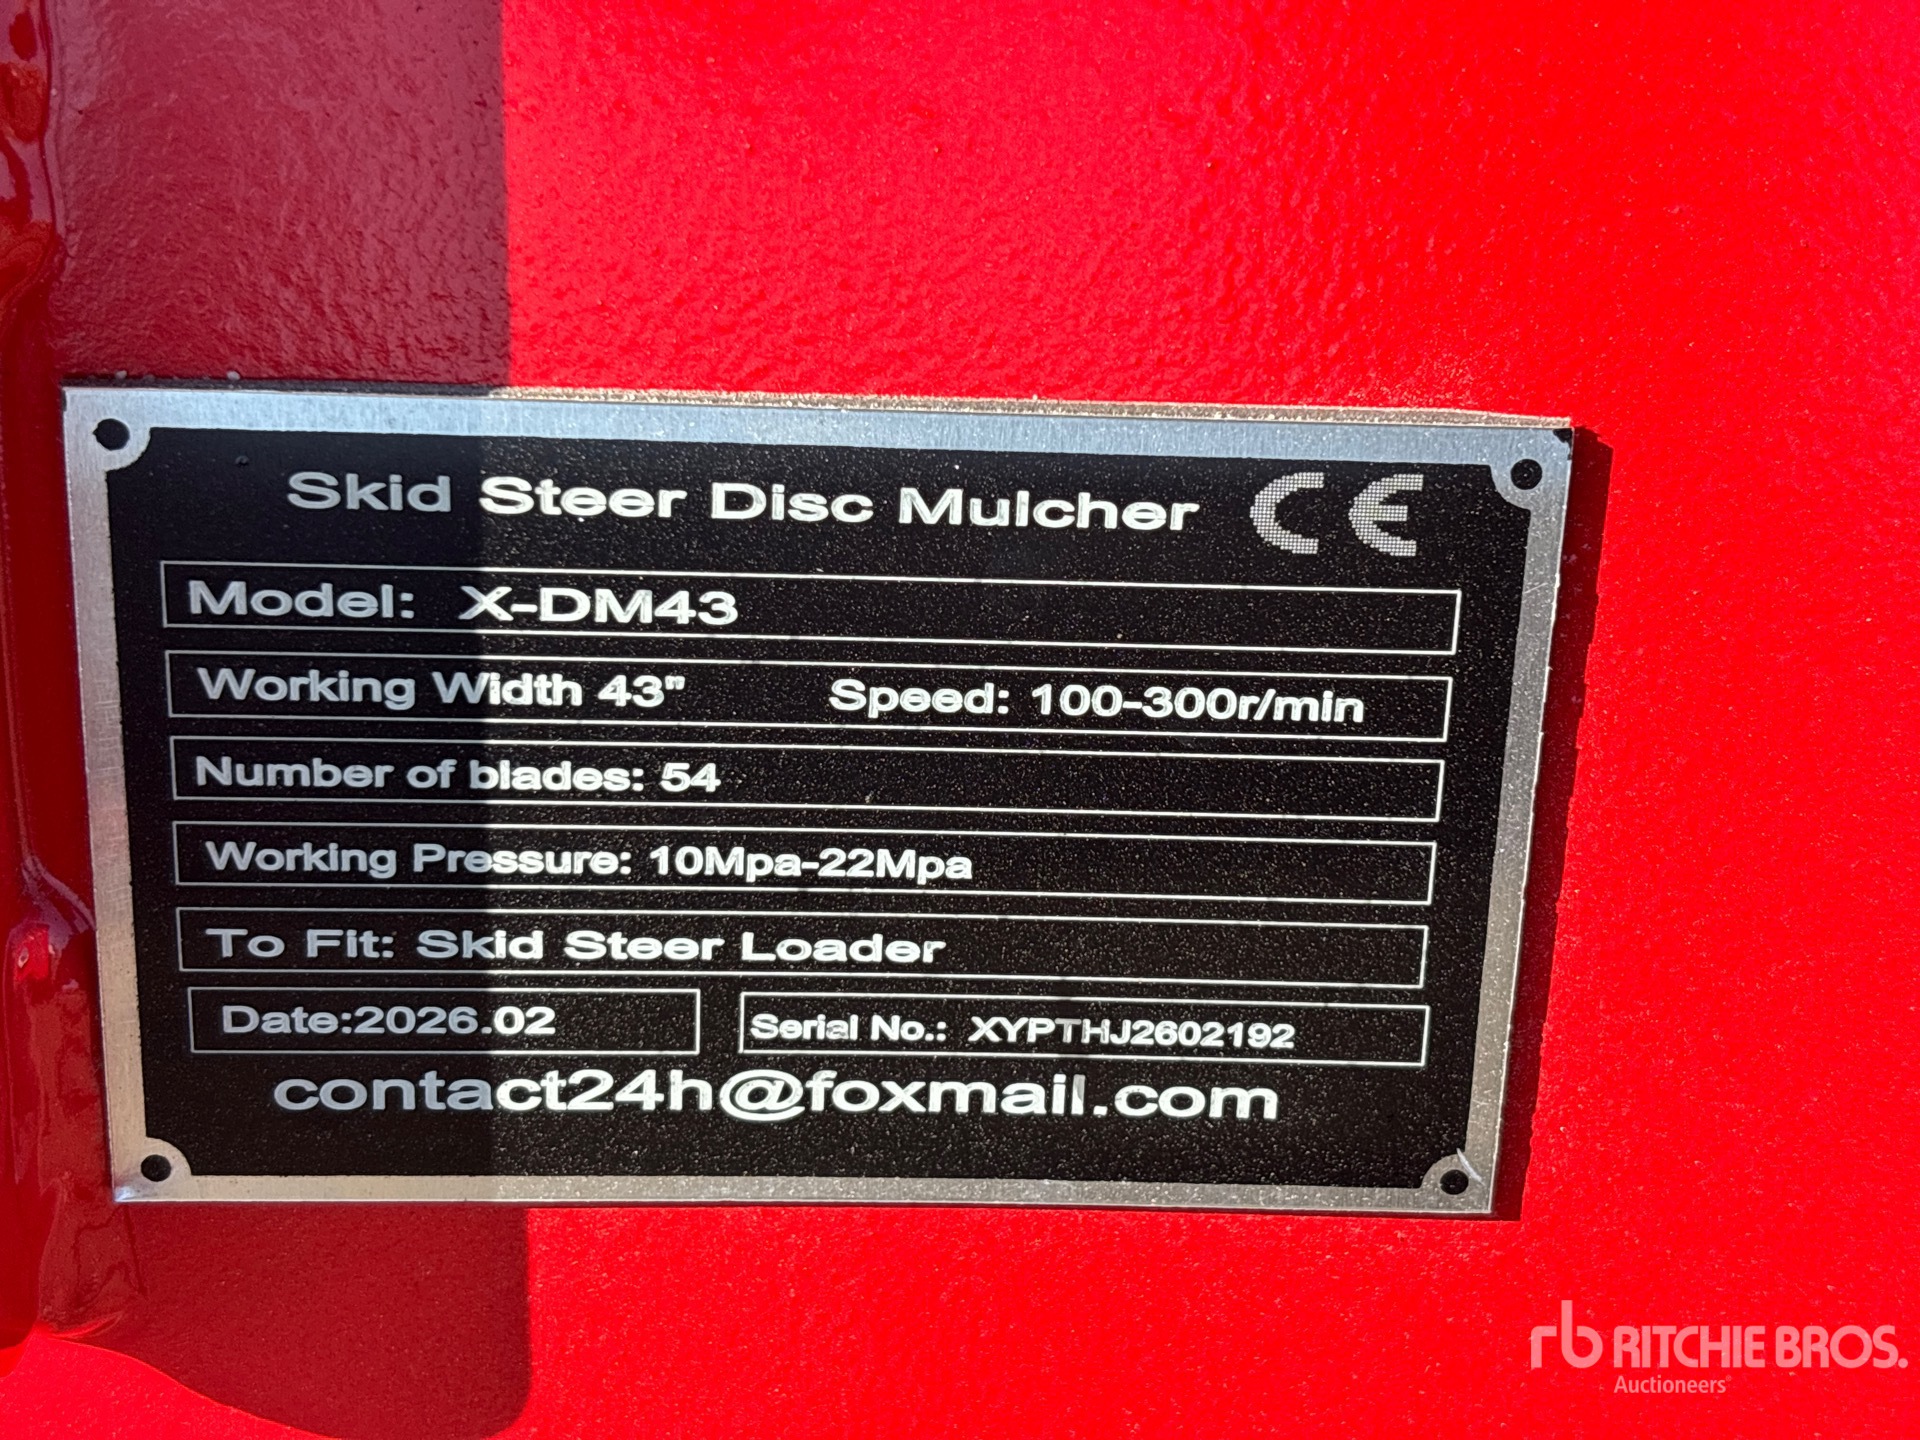 Skid Steer Disc Mulcher CE
Model: X-DM43
Working Width 43" Speed: 100-300r/min
Number of blades: 54
Working Pressure: 10Mpa-22Mpa
To Fit: Skid Steer Loader
Date:2026.02 Serial No.: XYPTHJ2602192
contact24h@foxmail.com
rb RITCHIE BROS.
Auctioneers